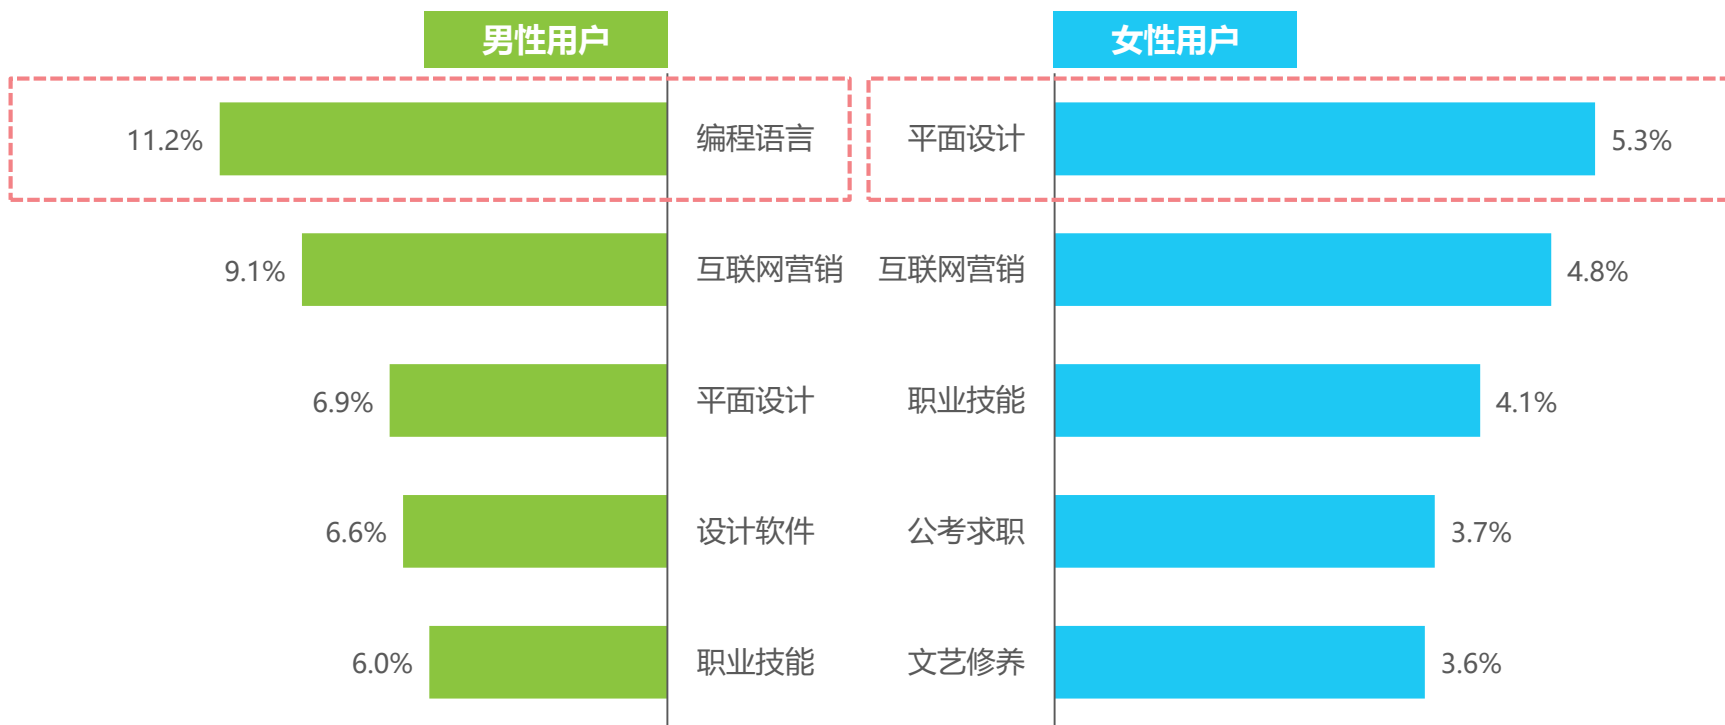 男性用户 女性用户
11.2% 编程语言 平面设计 5.3%
9.1% 互联网营销 互联网营销 4.8%
6.9% 平面设计 职业技能 4.1%
6.6% 设计软件 公考求职 3.7%
6.0% 职业技能 文艺修养 3.6%